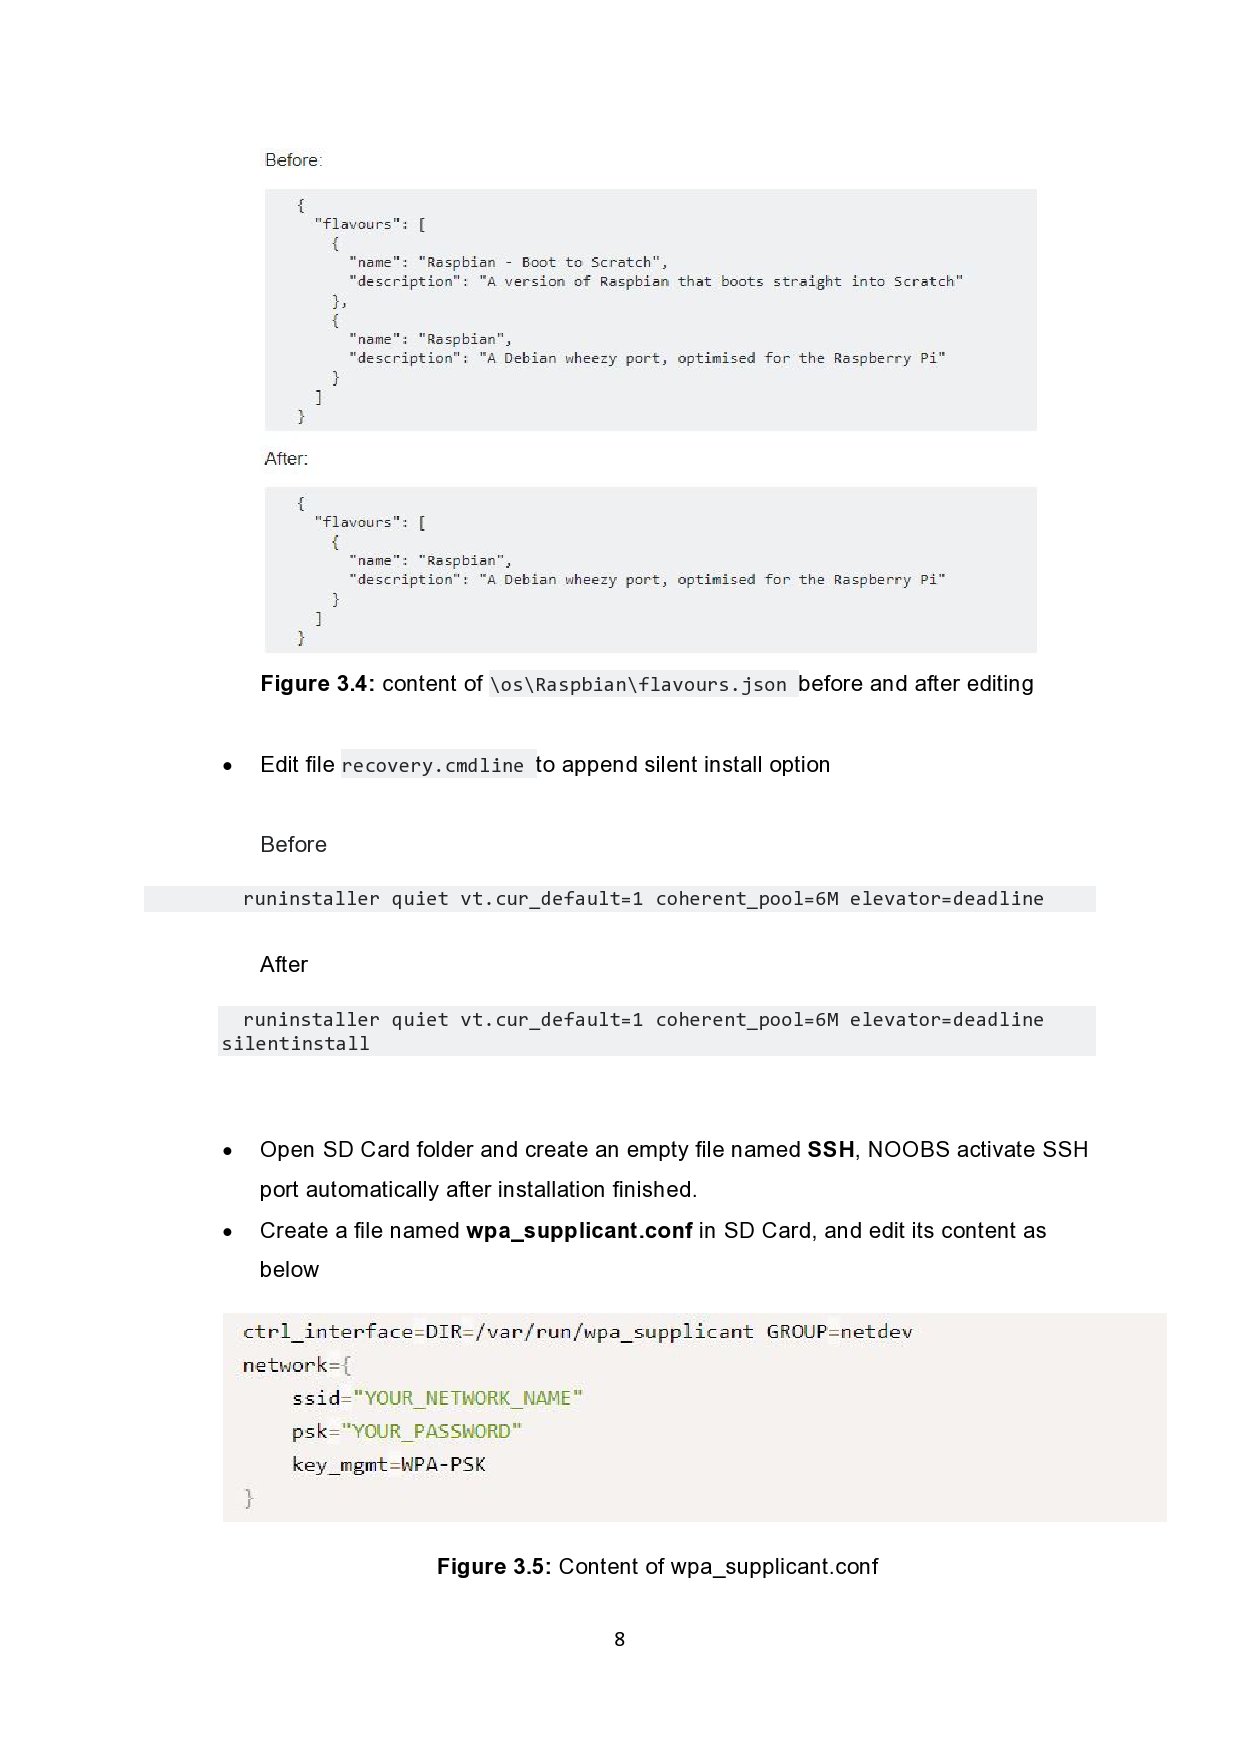 Before:
{
"flavours": [
{
"name": "Raspbian - Boot to Scratch",
"description": "A version of Raspbian that boots straight into Scratch"
},
{
"name": "Raspbian",
"description": "A Debian wheezy port, optimised for the Raspberry Pi"
}
]
}
After:
{
"flavours": [
{
"name": "Raspbian",
"description": "A Debian wheezy port, optimised for the Raspberry Pi"
}
]
}
Figure 3.4: content of \os\Raspbian\flavours.json before and after editing
• Edit file recovery.cmdline to append silent install option
Before
runinstaller quiet vt.cur_default=1 coherent_pool=6M elevator=deadline
After
runinstaller quiet vt.cur_default=1 coherent_pool=6M elevator=deadline
silentinstall
• Open SD Card folder and create an empty file named SSH, NOOBS activate SSH
port automatically after installation finished.
• Create a file named wpa_supplicant.conf in SD Card, and edit its content as
below
ctrl_interface=DIR=/var/run/wpa_supplicant GROUP=netdev
network={
ssid="YOUR_NETWORK_NAME"
psk="YOUR_PASSWORD"
key_mgmt=WPA-PSK
}
Figure 3.5: Content of wpa_supplicant.conf
8